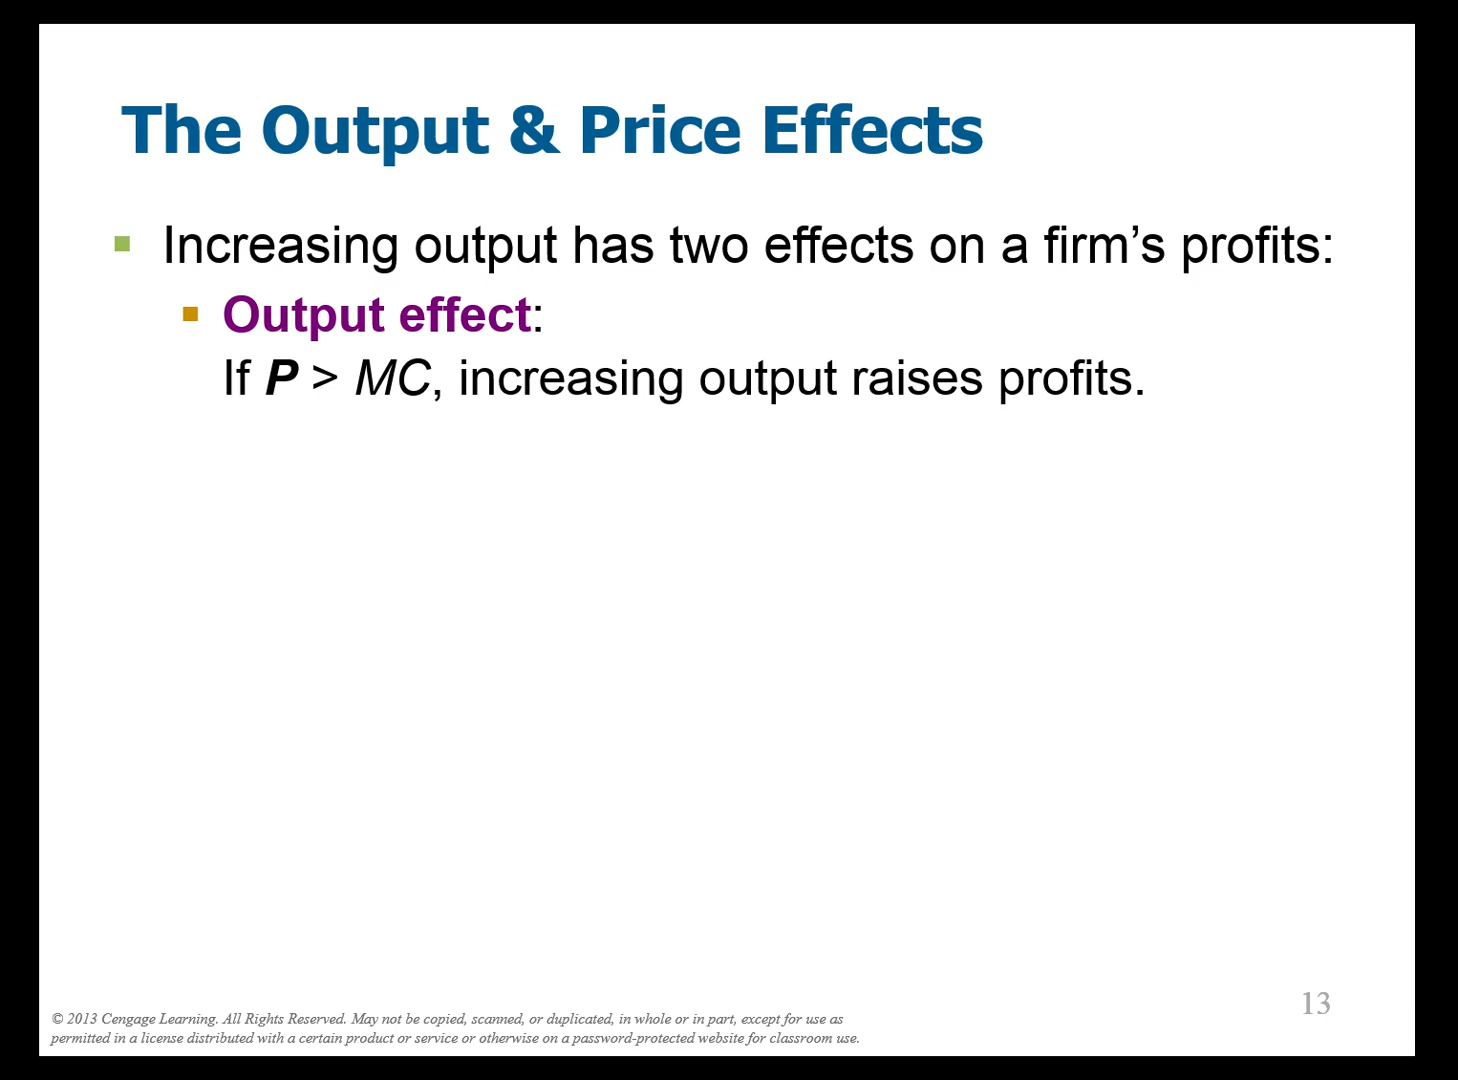 The Output & Price Effects
Increasing output has two effects on a firm’s profits:
Output effect:
If P > MC, increasing output raises profits.
13
© 2013 Cengage Learning. All Rights Reserved. May not be copied, scanned, or duplicated, in whole or in part, except for use as
permitted in a license distributed with a certain product or service or otherwise on a password-protected website for classroom use.